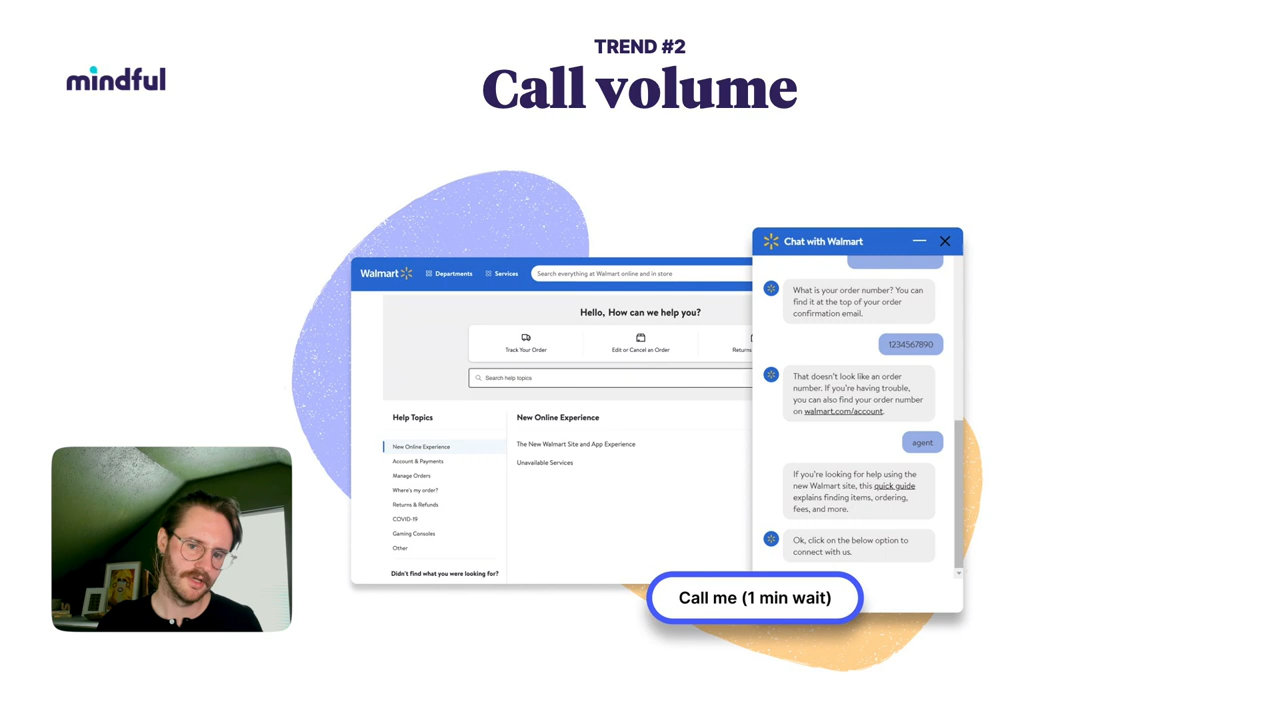 TREND #2
mindful
Call volume
Walmart
Departments
Services
Search everything at Walmart online and in store
Hello, How can we help you?
Track Your Order
Edit or Cancel an Order
Returns
Search help topics
Help Topics
New Online Experience
Account & Payments
Manage Orders
Where's my order?
Returns & Refunds
COVID-19
Gaming Consoles
Other
Didn't find what you were looking for?
New Online Experience
The New Walmart Site and App Experience
Unavailable Services
Chat with Walmart
What is your order number? You can
find it at the top of your order
confirmation email.
1234567890
That doesn't look like an order
number. If you're having trouble,
you can also find your order number
on walmart.com/account.
agent
If you're looking for help using the
new Walmart site, this quick guide
explains finding items, ordering,
fees, and more.
Ok, click on the below option to
connect with us.
Call me (1 min wait)